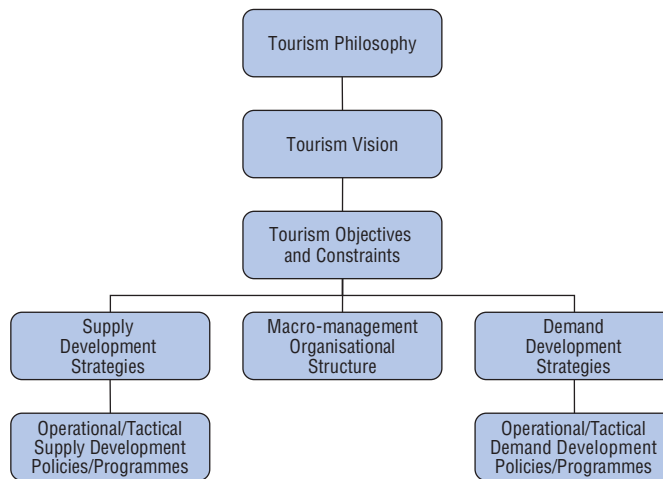 Tourism Philosophy
Tourism Vision
Tourism Objectives
and Constraints
Supply
Development
Strategies
Macro-management
Organisational
Structure
Demand
Development
Strategies
Operational/Tactical
Supply Development
Policies/Programmes
Operational/Tactical
Demand Development
Policies/Programmes